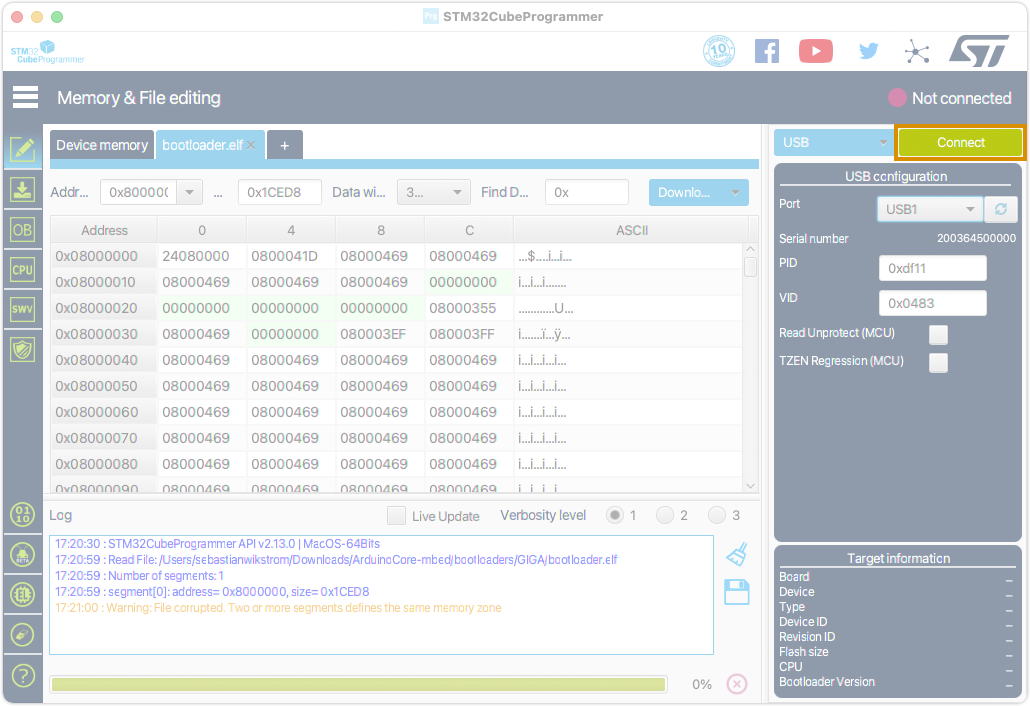 STM32CubeProgrammer
STM32
CubeProgrammer
10
Memory & File editing
Not connected
Device memory
bootloader.elf
+
USB
Connect
Addr...
0x80000(
...
0x1CED8
Data wi...
3...
Find D...
0x
Downlo...
Address 0 4 8 C ASCII
0x08000000 24080000 0800041D 08000469 08000469 ...$....i...i...
0x08000010 08000469 08000469 08000469 00000000 i...i...i.......
0x08000020 00000000 00000000 00000000 08000355 ............U...
0x08000030 08000469 00000000 080003EF 080003FF i.......ï...ÿ...
0x08000040 08000469 08000469 08000469 08000469 i...i...i...i...
0x08000050 08000469 08000469 08000469 08000469 i...i...i...i...
0x08000060 08000469 08000469 08000469 08000469 i...i...i...i...
0x08000070 08000469 08000469 08000469 08000469 i...i...i...i...
0x08000080 08000469 08000469 08000469 08000469 i...i...i...i...
0x08000090 08000469 08000469 08000469 08000469 i...i...i...i...
OB
CPU
SWV
01
10
BETA
?
Log
Live Update
Verbosity level
1
2
3
17:20:30 : STM32CubeProgrammer API v2.13.0 | MacOS-64Bits
17:20:59 : Read File: /Users/sebastianwikstrom/Downloads/ArduinoCore-mbed/bootloaders/GIGA/bootloader.elf
17:20:59 : Number of segments: 1
17:20:59 : segment[0]: address= 0x8000000, size= 0x1CED8
17:21:00 : Warning: File corrupted. Two or more segments defines the same memory zone
0%
USB configuration
Port USB1
Serial number 200364500000
PID 0xdf11
VID 0x0483
Read Unprotect (MCU)
TZEN Regression (MCU)
Target information
Board _
Device _
Type _
Device ID _
Revision ID _
Flash size _
CPU _
Bootloader Version _